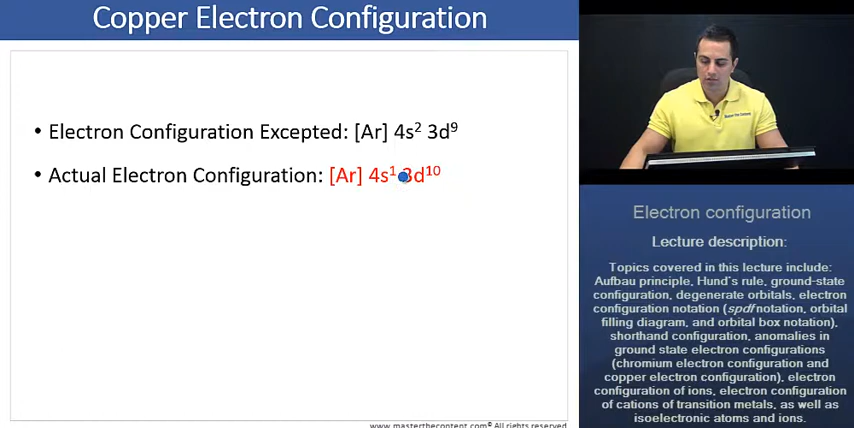 Copper Electron Configuration
• Electron Configuration Excepted: [Ar] 4s² 3d⁹
• Actual Electron Configuration: [Ar] 4s¹ 3d¹⁰
www.masterthecontent.com© All rights reserved
Electron configuration
Lecture description:
Topics covered in this lecture include:
Aufbau principle, Hund's rule, ground-state
configuration, degenerate orbitals, electron
configuration notation (spdf notation, orbital
filling diagram, and orbital box notation),
shorthand configuration, anomalies in
ground state electron configurations
(chromium electron configuration and
copper electron configuration), electron
configuration of ions, electron configuration
of cations of transition metals, as well as
isoelectronic atoms and ions.